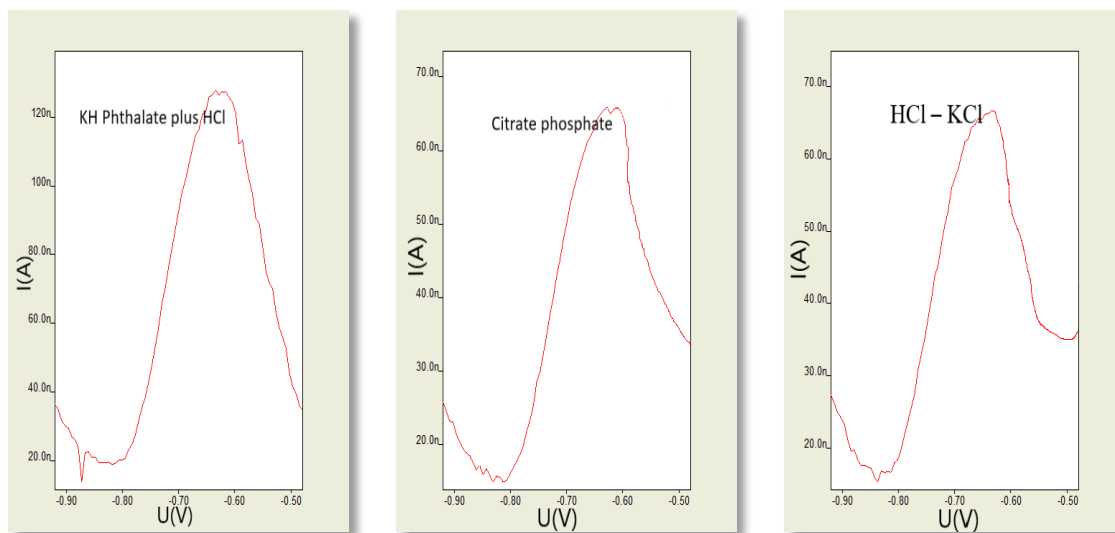 KH Phthalate plus HCl
I(A)
120n
100n
80.0n
60.0n
40.0n
20.0n
-0.90 -0.80 -0.70 -0.60 -0.50
U(V)
Citrate phosphate
I(A)
70.0n
60.0n
50.0n
40.0n
30.0n
20.0n
-0.90 -0.80 -0.70 -0.60 -0.50
U(V)
HCl – KCl
I(A)
70.0n
60.0n
50.0n
40.0n
30.0n
20.0n
-0.90 -0.80 -0.70 -0.60 -0.50
U(V)